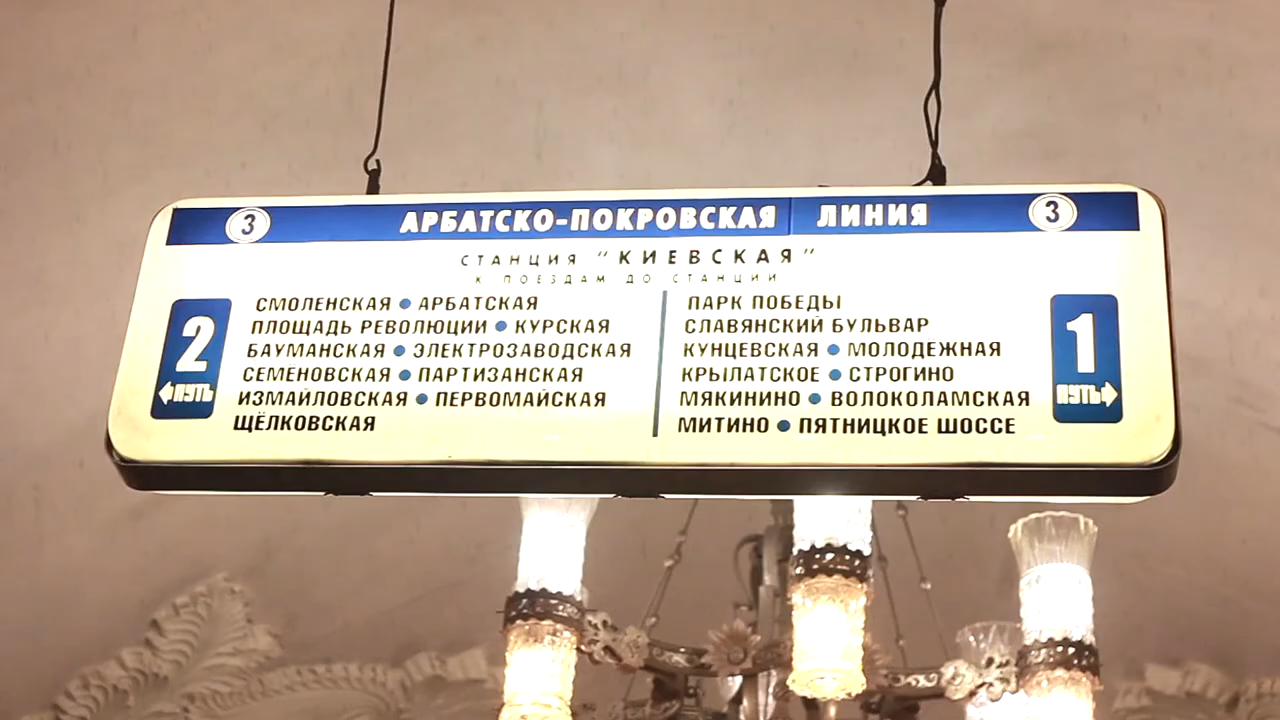 3 АРБАТСКО-ПОКРОВСКАЯ ЛИНИЯ 3
СТАНЦИЯ "КИЕВСКАЯ"
К ПОЕЗДАМ ДО СТАНЦИИ
2
ПУТЬ
СМОЛЕНСКАЯ • АРБАТСКАЯ
ПЛОЩАДЬ РЕВОЛЮЦИИ • КУРСКАЯ
БАУМАНСКАЯ • ЭЛЕКТРОЗАВОДСКАЯ
СЕМЕНОВСКАЯ • ПАРТИЗАНСКАЯ
ИЗМАЙЛОВСКАЯ • ПЕРВОМАЙСКАЯ
ЩЁЛКОВСКАЯ
ПАРК ПОБЕДЫ
СЛАВЯНСКИЙ БУЛЬВАР
КУНЦЕВСКАЯ • МОЛОДЕЖНАЯ
КРЫЛАТСКОЕ • СТРОГИНО
МЯКИНИНО • ВОЛОКОЛАМСКАЯ
МИТИНО • ПЯТНИЦКОЕ ШОССЕ
1
ПУТЬ